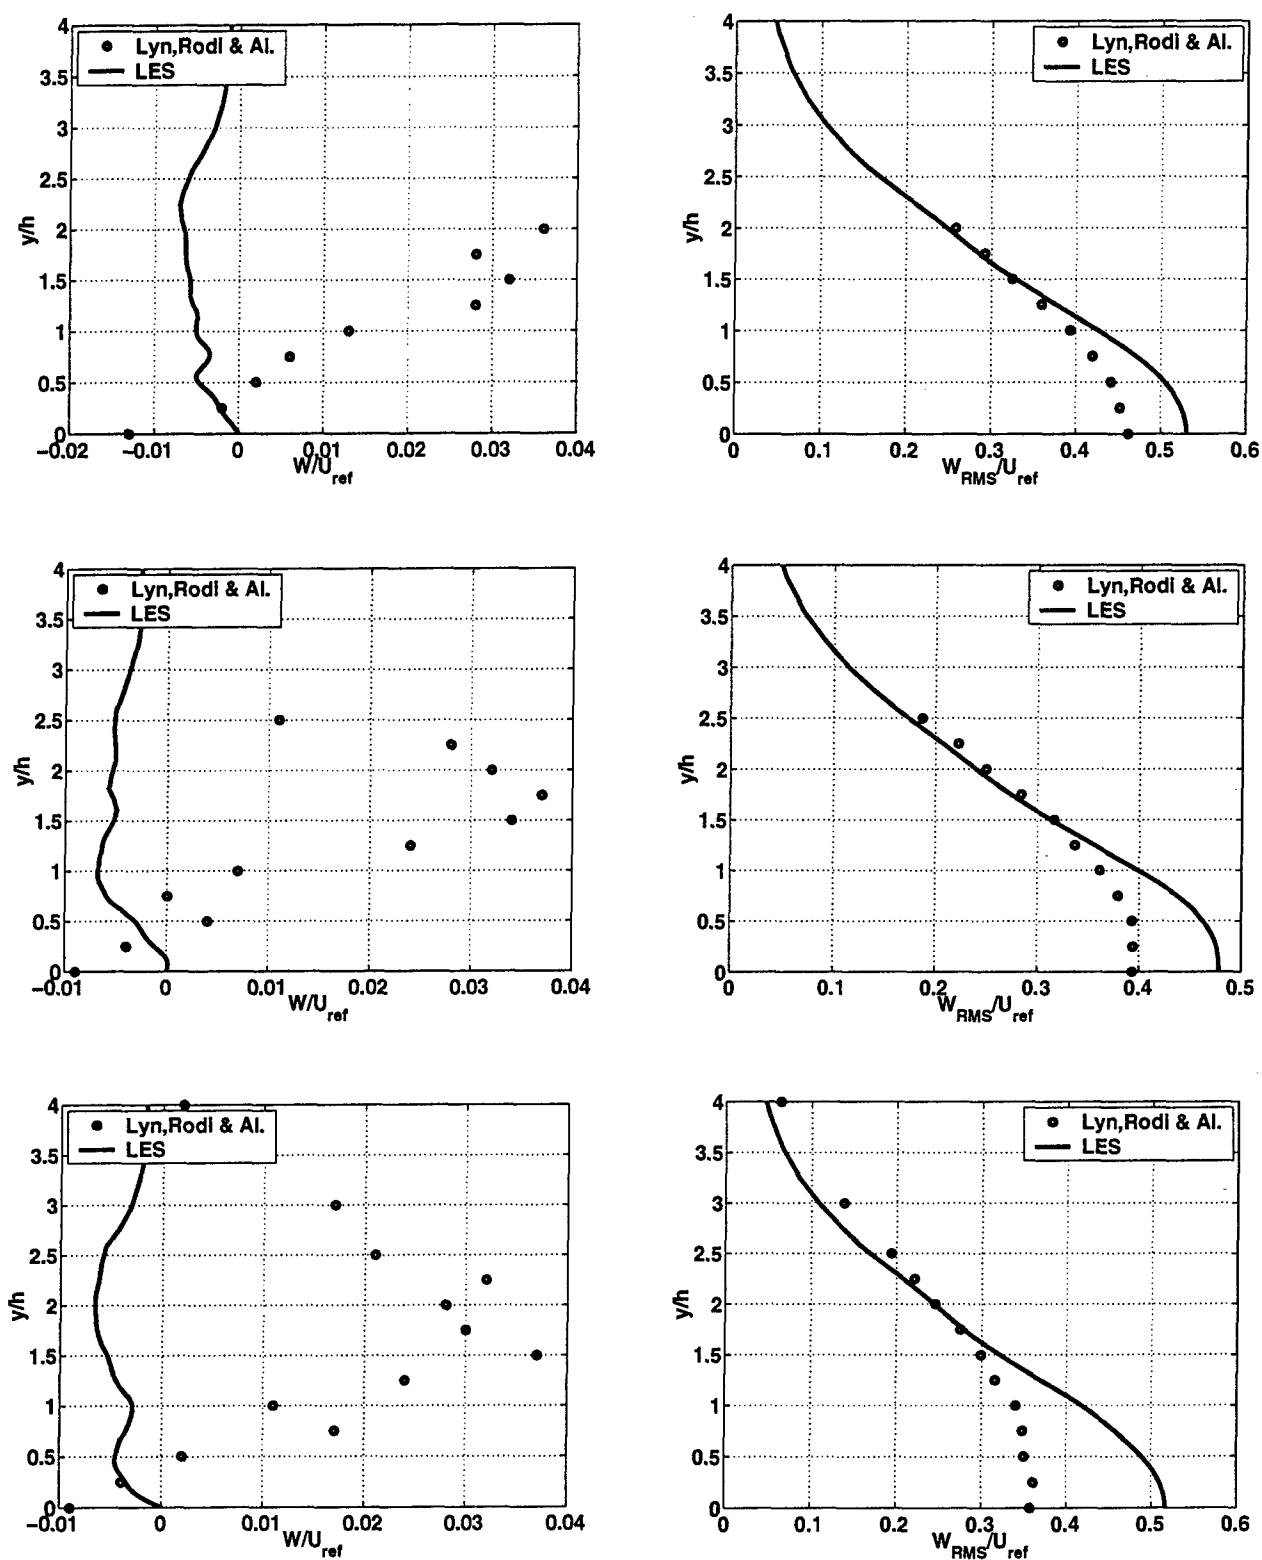 4
3.5
3
2.5
2
1.5
1
0.5
0
y/h
Lyn,Rodi & Al.
LES
−0.02 −0.01 0 0.01 0.02 0.03 0.04
W/U_ref
4
3.5
3
2.5
2
1.5
1
0.5
0
y/h
Lyn,Rodi & Al.
LES
0 0.1 0.2 0.3 0.4 0.5 0.6
W_RMS/U_ref
4
3.5
3
2.5
2
1.5
1
0.5
0
y/h
Lyn,Rodi & Al.
LES
−0.01 0 0.01 0.02 0.03 0.04
W/U_ref
4
3.5
3
2.5
2
1.5
1
0.5
0
y/h
Lyn,Rodi & Al.
LES
0 0.1 0.2 0.3 0.4 0.5
W_RMS/U_ref
4
3.5
3
2.5
2
1.5
1
0.5
0
y/h
Lyn,Rodi & Al.
LES
−0.01 0 0.01 0.02 0.03 0.04
W/U_ref
4
3.5
3
2.5
2
1.5
1
0.5
0
y/h
Lyn,Rodi & Al.
LES
0 0.1 0.2 0.3 0.4 0.5 0.6
W_RMS/U_ref